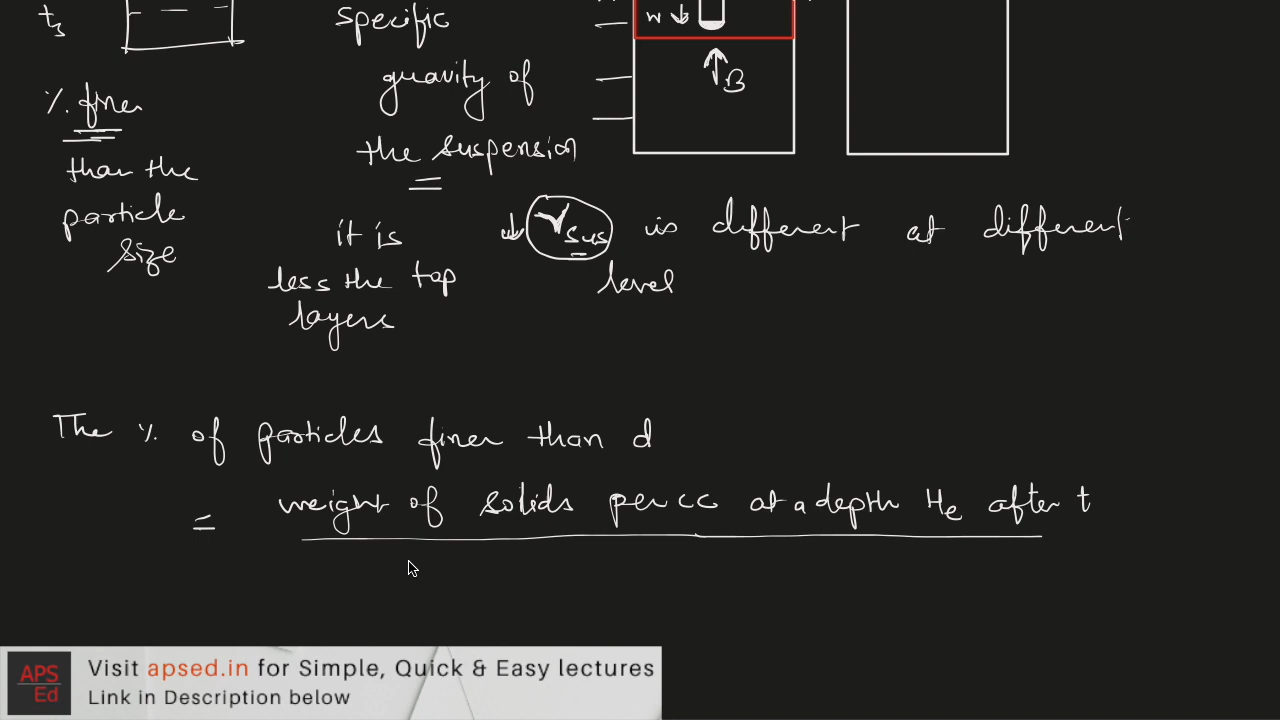 t3
% finer
than the
particle
size
specific
gravity of
the suspension
it is
less the top
layers
w ↓
↑ B
↓ γsus is different at different
level
The % of particles finer than d
= weight of solids per cc at a depth He after t
APS
Ed
Visit apsed.in for Simple, Quick & Easy lectures
Link in Description below